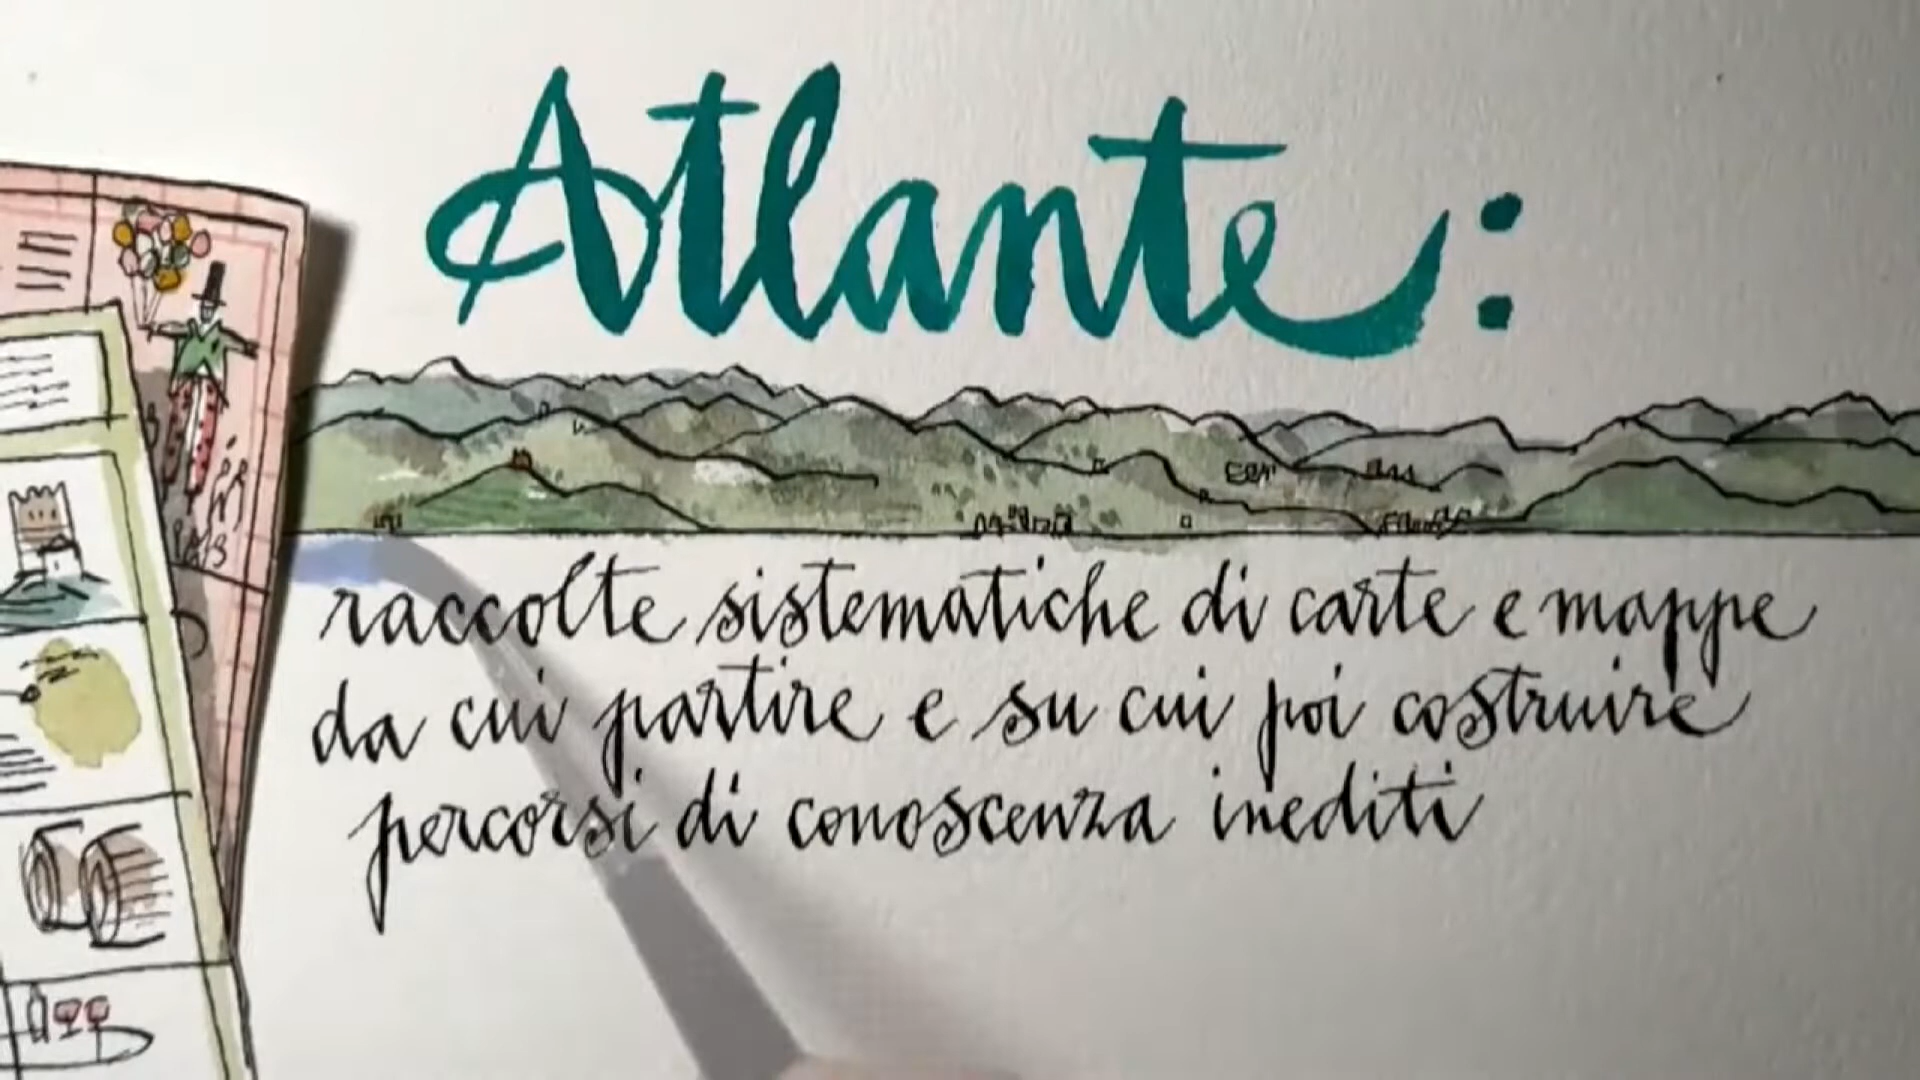 Atlante:
raccolte sistematiche di carte e mappe
da cui partire e su cui poi costruire
percorsi di conoscenza inediti